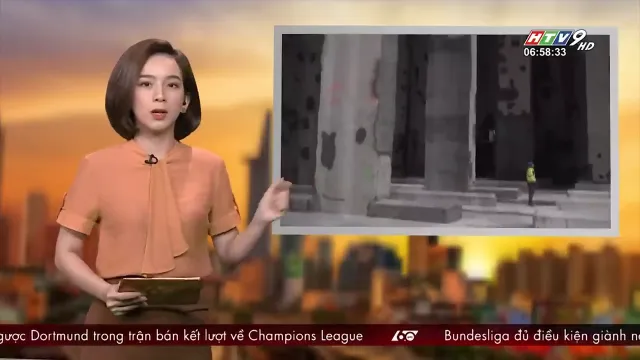 HTV9 HD
06:58:33
gược Dortmund trong trận bán kết lượt về Champions League
Bundesliga đủ điều kiện giành n